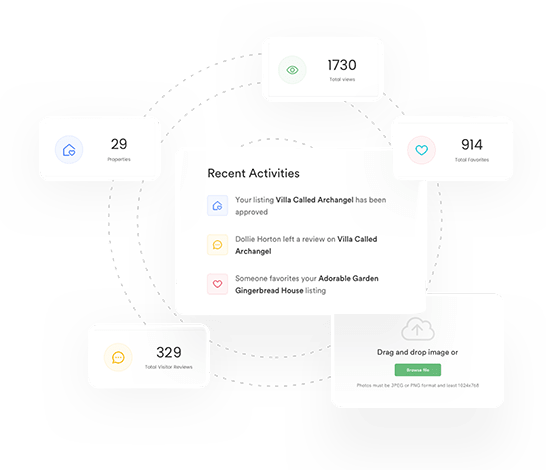 1730
Total views
29
Properties
914
Total Favorites
Recent Activities
Your listing Villa Called Archangel has been
approved
Dollie Horton left a review on Villa Called
Archangel
Someone favorites your Adorable Garden
Gingerbread House listing
329
Total Visitor Reviews
Drag and drop image or
Browse file
Photos must be JPEG or PNG format and least 1024x768